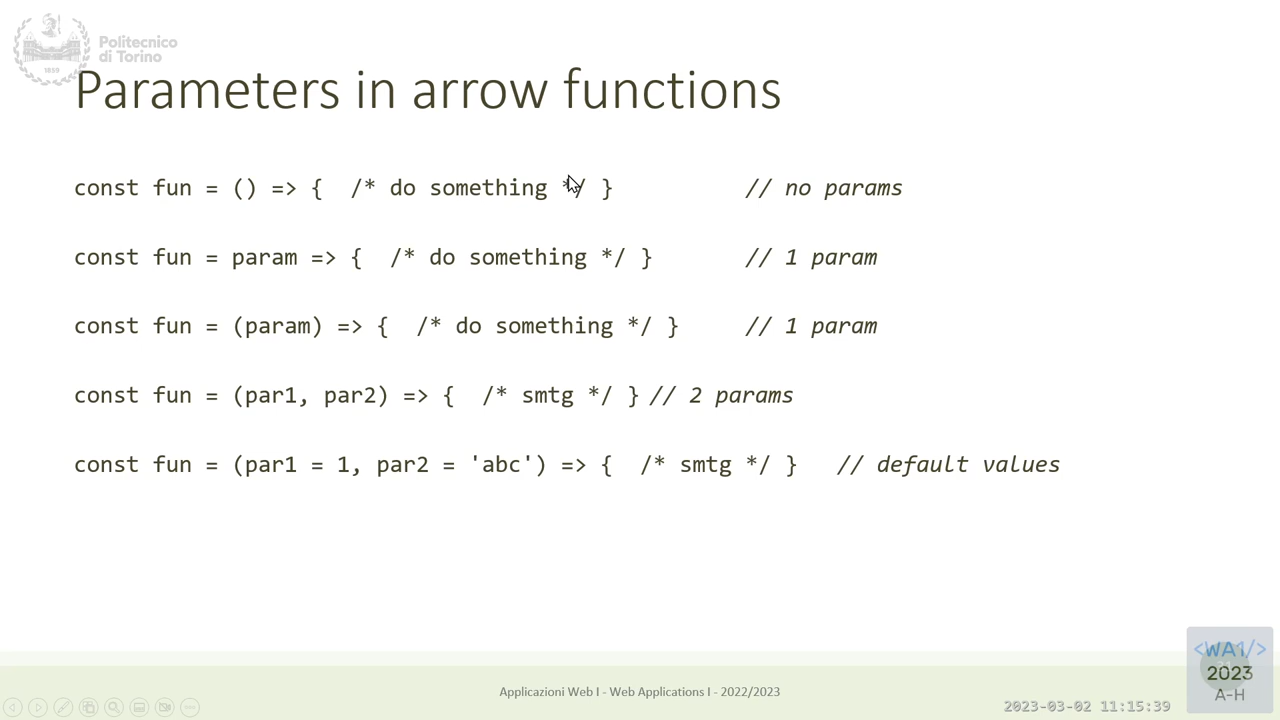 Politecnico
di Torino
1859
Parameters in arrow functions
const fun = () => {  /* do something */ }  // no params
const fun = param => {  /* do something */ }  // 1 param
const fun = (param) => {  /* do something */ }  // 1 param
const fun = (par1, par2) => {  /* smtg */ } // 2 params
const fun = (par1 = 1, par2 = 'abc') => {  /* smtg */ }  // default values
Applicazioni Web I - Web Applications I - 2022/2023
2023-03-02 11:15:39
<WA1/>
2023
A-H